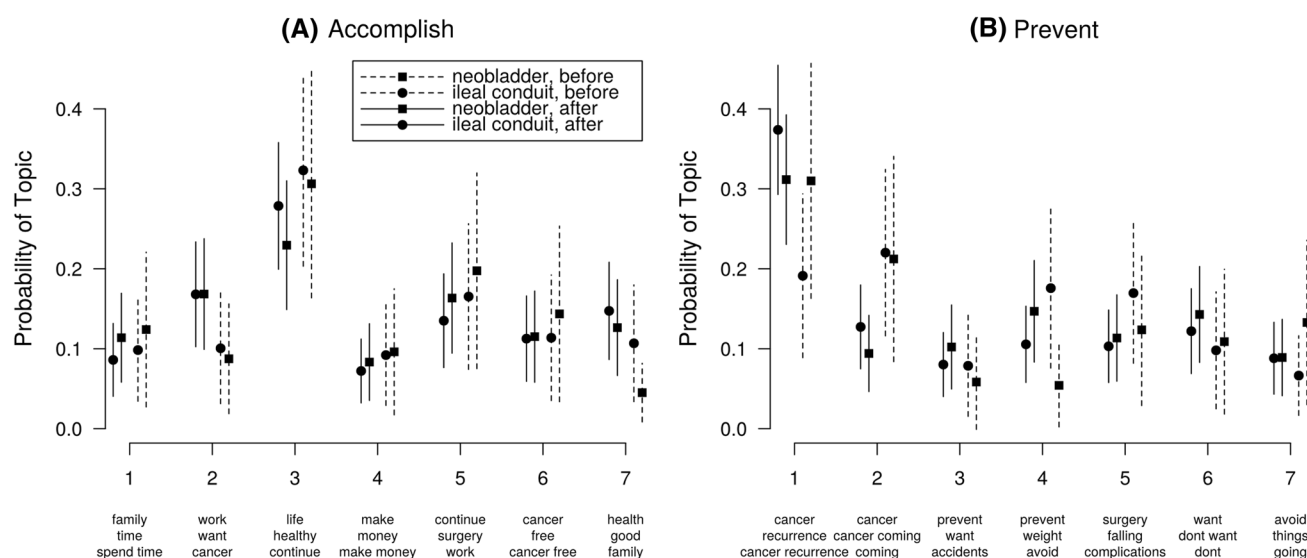 (A) Accomplish
neobladder, before
ileal conduit, before
neobladder, after
ileal conduit, after
Probability of Topic
0.4
0.3
0.2
0.1
0.0
1 2 3 4 5 6 7
family work life make continue cancer health
time want healthy money surgery free good
spend time cancer continue make money work cancer free family
(B) Prevent
Probability of Topic
0.4
0.3
0.2
0.1
0.0
1 2 3 4 5 6 7
cancer cancer prevent prevent surgery want avoid
recurrence cancer coming want weight falling dont want things
cancer recurrence coming accidents avoid complications dont going